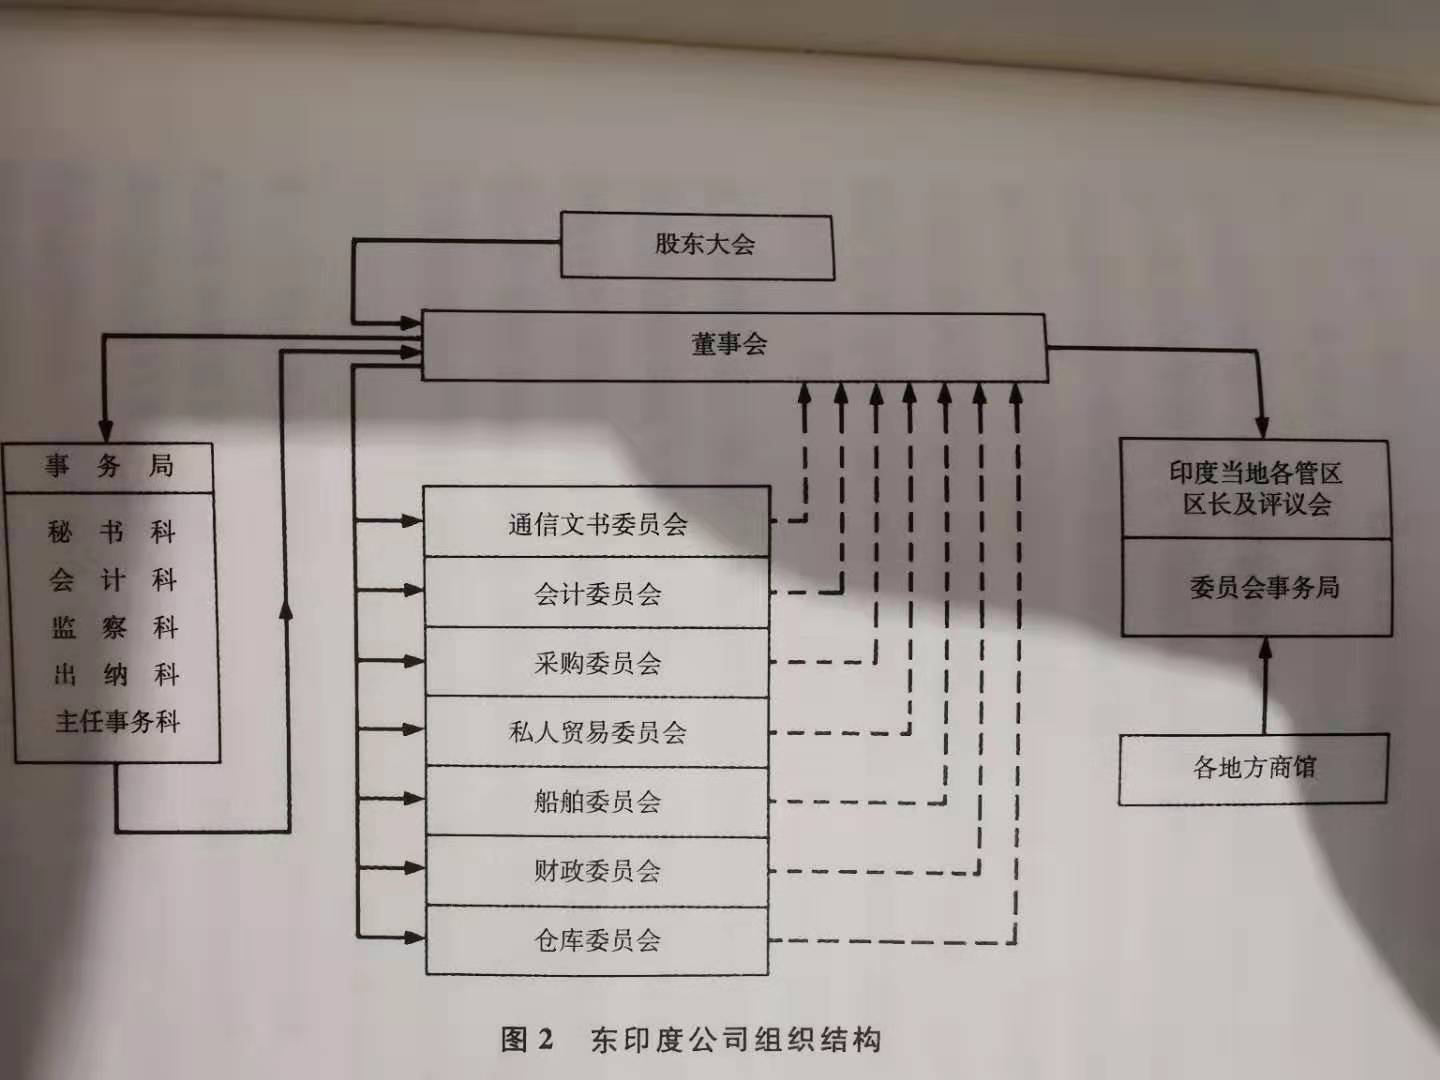 股东大会
董事会
事务局
秘书科
会计科
监察科
出纳科
主任事务科
通信文书委员会
会计委员会
采购委员会
私人贸易委员会
船舶委员会
财政委员会
仓库委员会
印度当地各管区
区长及评议会
委员会事务局
各地方商馆
图2 东印度公司组织结构